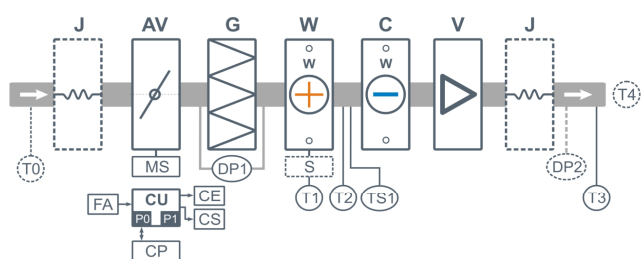 J AV G W C V J
w w
T4
T0 MS DP1 S DP2
T1 T2 TS1 T3
FA CU CE
P0 P1 CS
CP